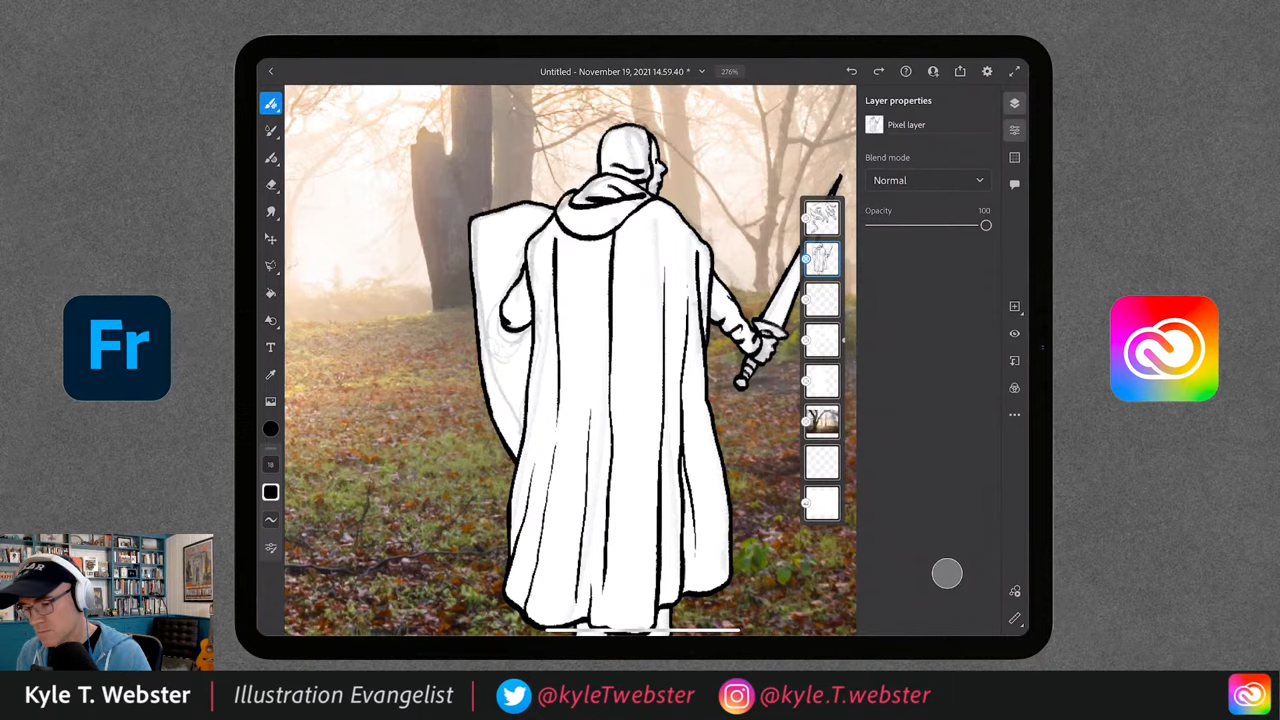 Untitled - November 19, 2021 14.59.40 *
276%
Layer properties
Pixel layer
Blend mode
Normal
Opacity
100
T
18
Fr
Kyle T. Webster
Illustration Evangelist
@kyleTwebster
@kyle.T.webster